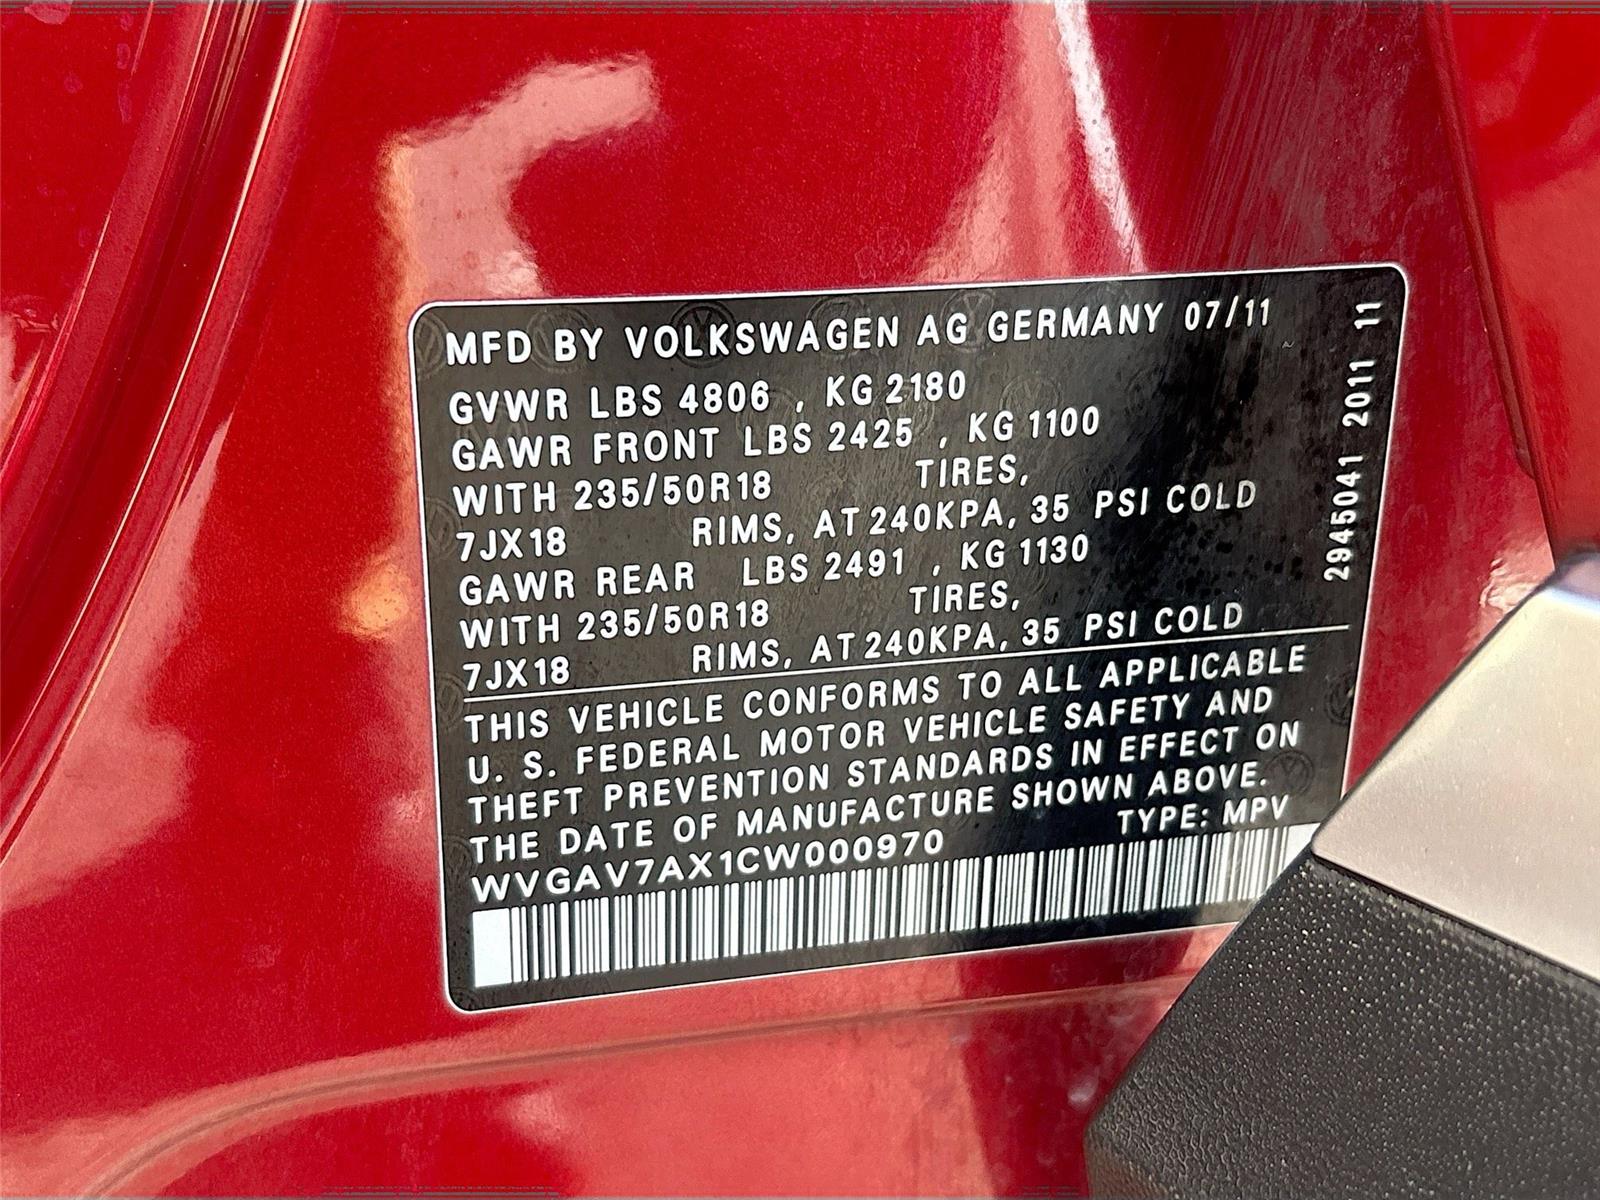 MFD BY VOLKSWAGEN AG GERMANY 07/11
GVWR LBS 4806 , KG 2180
GAWR FRONT LBS 2425 , KG 1100
WITH 235/50R18 TIRES,
7JX18 RIMS, AT 240KPA, 35 PSI COLD
GAWR REAR LBS 2491 , KG 1130
WITH 235/50R18 TIRES,
7JX18 RIMS, AT 240KPA, 35 PSI COLD
THIS VEHICLE CONFORMS TO ALL APPLICABLE
U. S. FEDERAL MOTOR VEHICLE SAFETY AND
THEFT PREVENTION STANDARDS IN EFFECT ON
THE DATE OF MANUFACTURE SHOWN ABOVE.
WVGAV7AX1CW000970 TYPE: MPV
2945041 2011 11